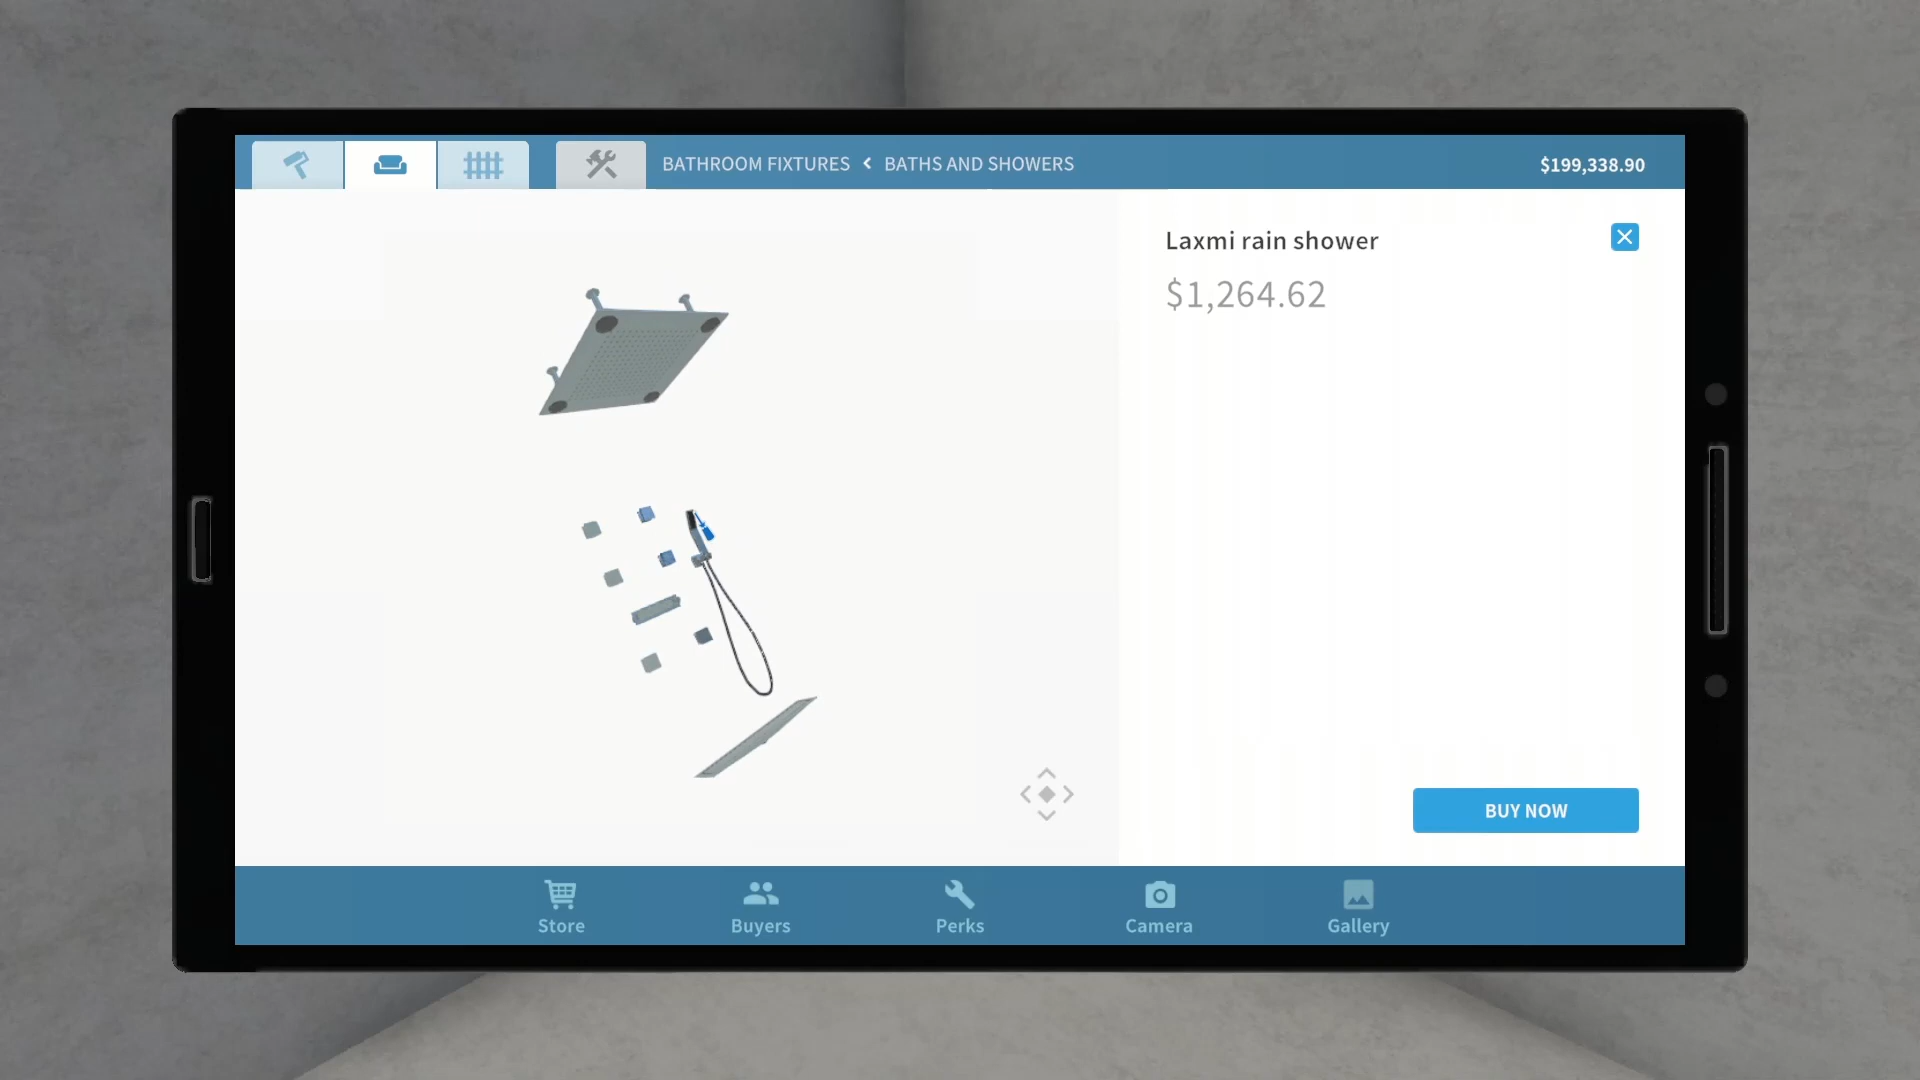 BATHROOM FIXTURES < BATHS AND SHOWERS
$199,338.90
Laxmi rain shower
$1,264.62
BUY NOW
Store
Buyers
Perks
Camera
Gallery